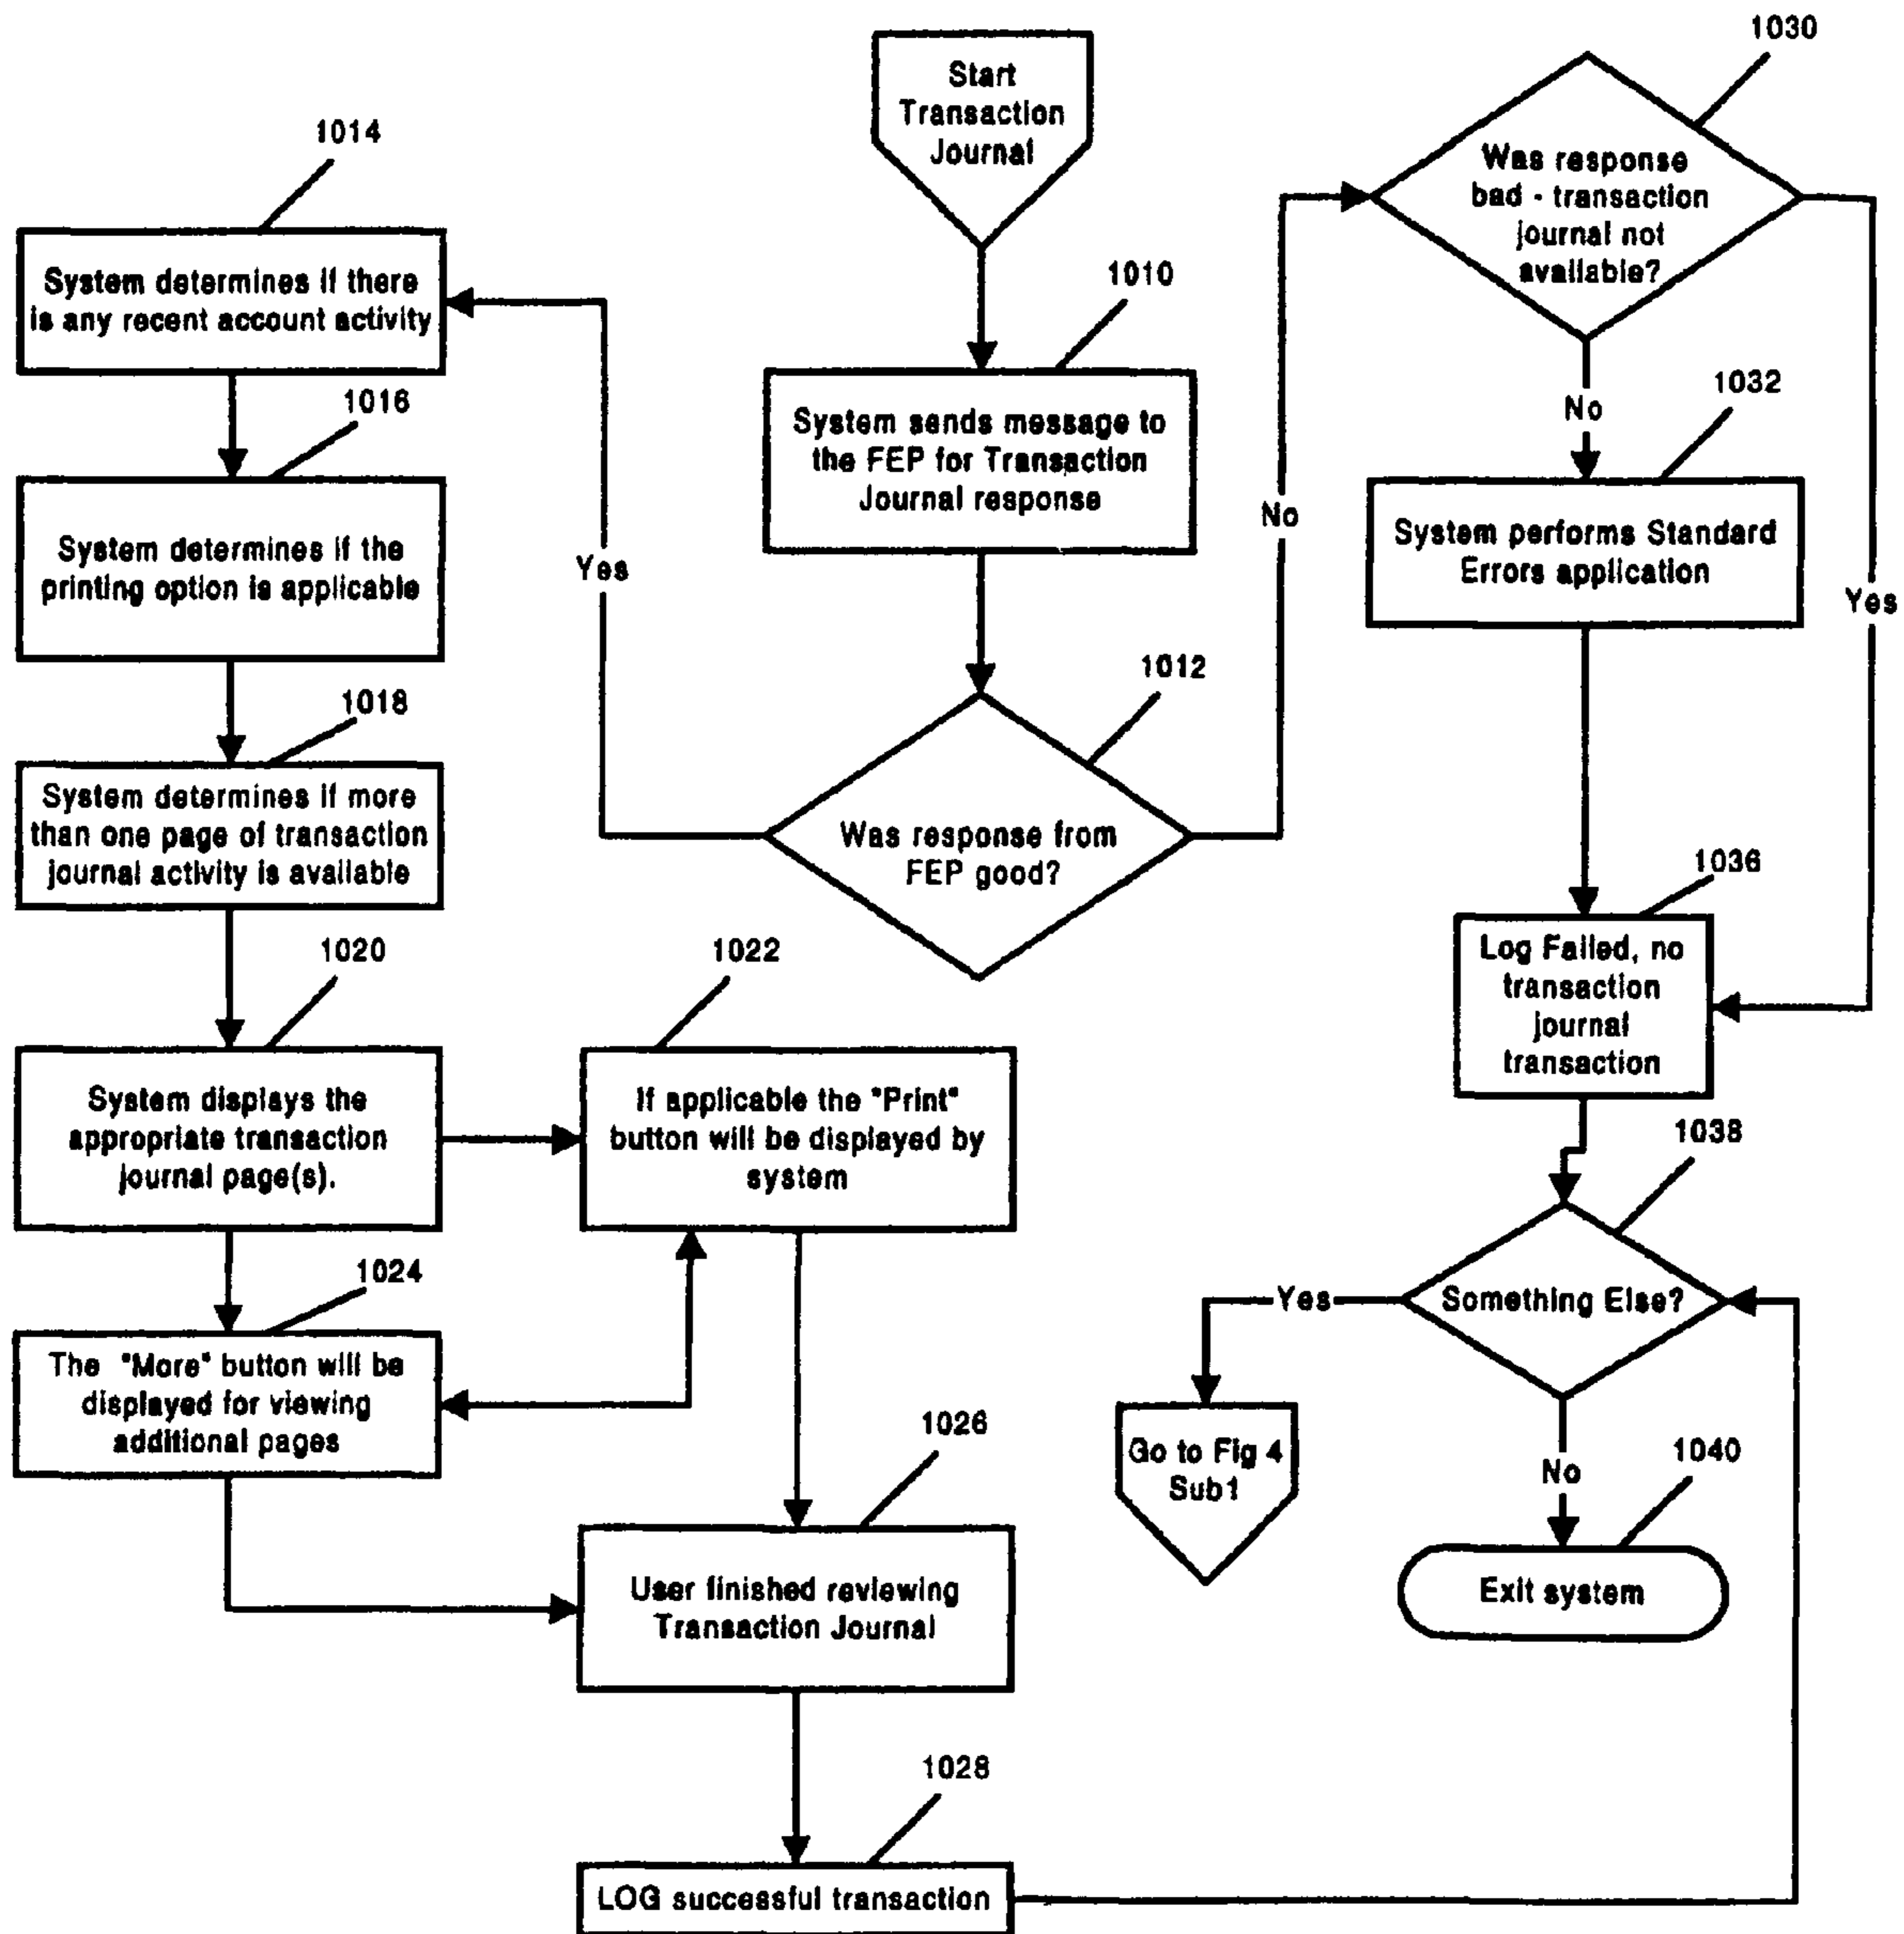 Start
Transaction
Journal
1010
System sends message to
the FEP for Transaction
Journal response
1012
Was response from
FEP good?
Yes
No
1014
System determines if there
is any recent account activity
1016
System determines if the
printing option is applicable
1018
System determines if more
than one page of transaction
journal activity is available
1020
System displays the
appropriate transaction
journal page(s).
1022
If applicable the "Print"
button will be displayed by
system
1024
The "More" button will be
displayed for viewing
additional pages
1026
User finished reviewing
Transaction Journal
1028
LOG successful transaction
1030
Was response
bad - transaction
journal not
available?
No
Yes
1032
System performs Standard
Errors application
1036
Log Failed, no
transaction
journal
transaction
1038
Something Else?
Yes
Go to Fig 4
Sub1
No
1040
Exit system